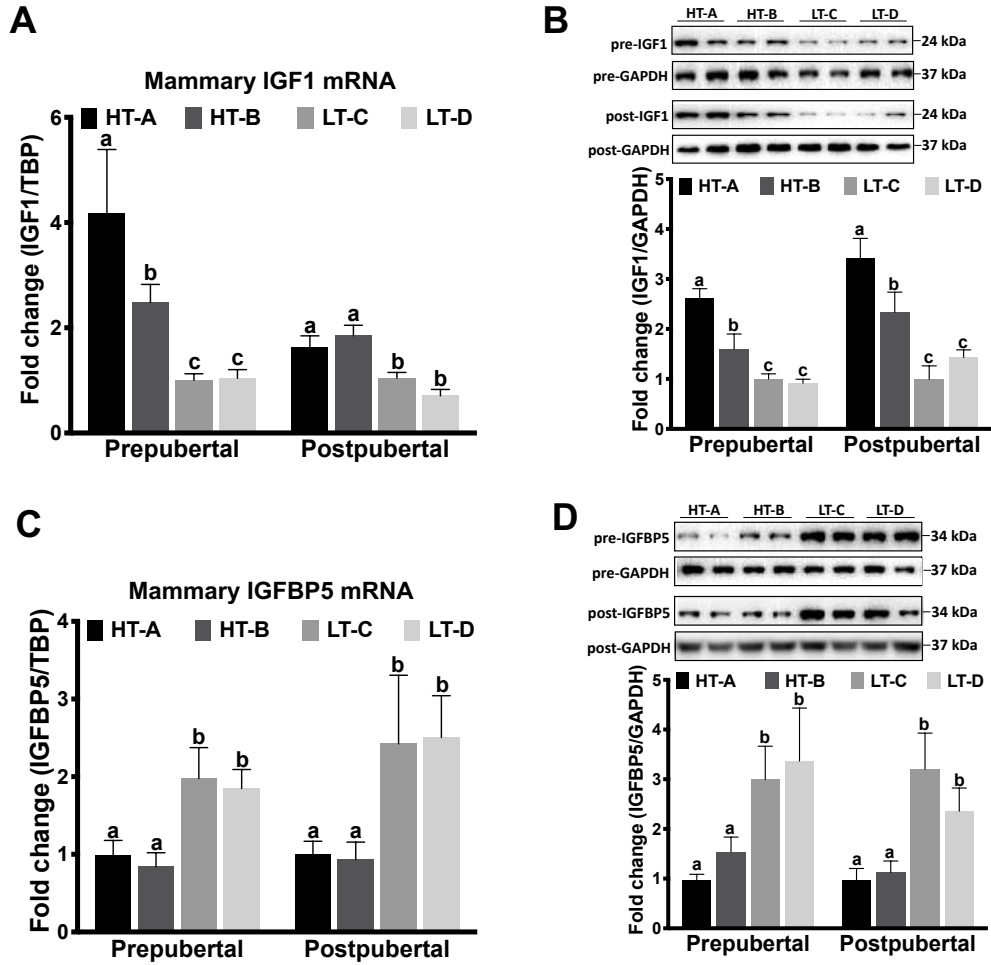 A
Mammary IGF1 mRNA
HT-A HT-B LT-C LT-D
Fold change (IGF1/TBP)
6
4
2
0
a
b
c
c
a
a
b
b
Prepubertal Postpubertal
B
HT-A HT-B LT-C LT-D
pre-IGF1 24 kDa
pre-GAPDH 37 kDa
post-IGF1 24 kDa
post-GAPDH 37 kDa
HT-A HT-B LT-C LT-D
Fold change (IGF1/GAPDH)
5
4
3
2
1
0
a
b
c
c
a
b
c
c
Prepubertal Postpubertal
C
Mammary IGFBP5 mRNA
HT-A HT-B LT-C LT-D
Fold change (IGFBP5/TBP)
4
3
2
1
0
a
a
b
b
a
a
b
b
Prepubertal Postpubertal
D
HT-A HT-B LT-C LT-D
pre-IGFBP5 34 kDa
pre-GAPDH 37 kDa
post-IGFBP5 34 kDa
post-GAPDH 37 kDa
HT-A HT-B LT-C LT-D
Fold change (IGFBP5/GAPDH)
5
4
3
2
1
0
a
a
b
b
a
a
b
b
Prepubertal Postpubertal